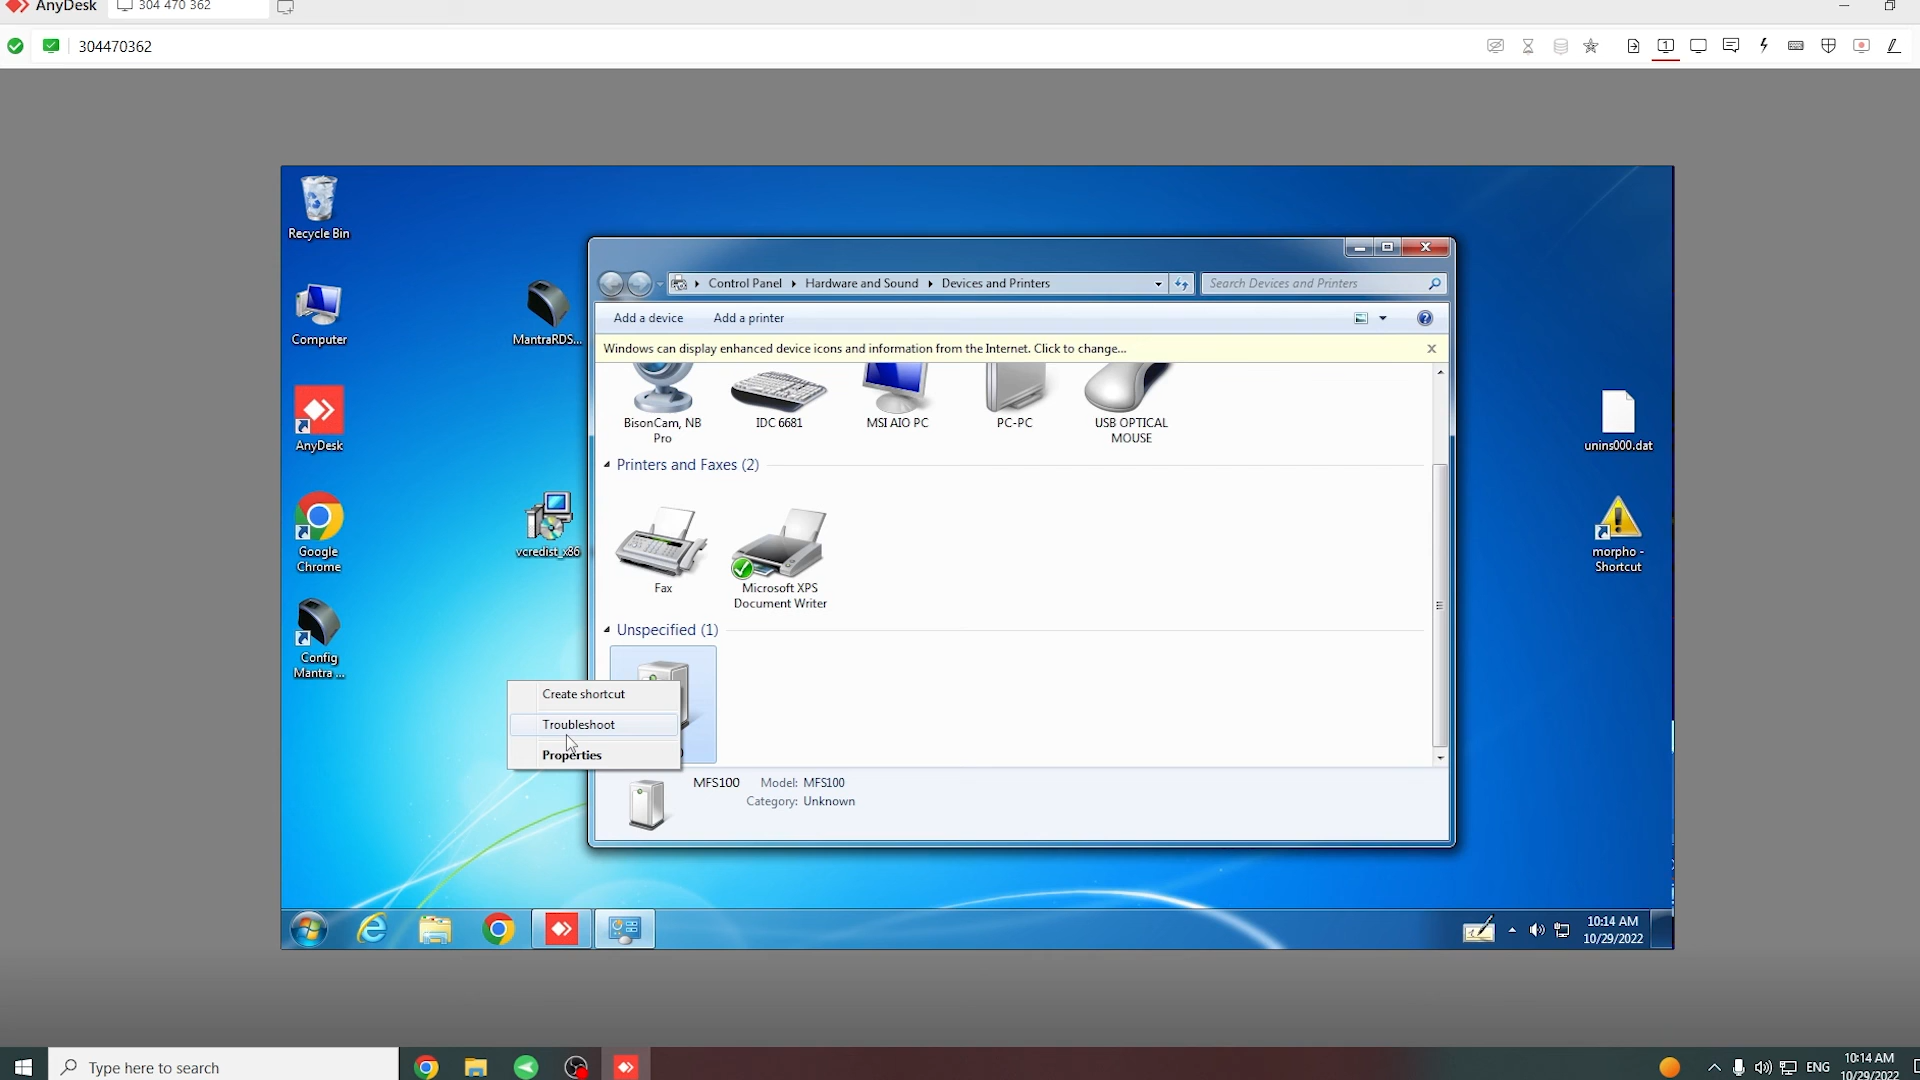 AnyDesk
304 470 362
304470362
Recycle Bin
Computer
MantraRDS...
AnyDesk
Google
Chrome
vcredist_x86
Config
Mantra ...
unins000.dat
morpho -
Shortcut
Control Panel
Hardware and Sound
Devices and Printers
Search Devices and Printers
Add a device
Add a printer
Windows can display enhanced device icons and information from the Internet. Click to change...
BisonCam, NB
Pro
IDC 6681
MSI AIO PC
PC-PC
USB OPTICAL
MOUSE
Printers and Faxes (2)
Fax
Microsoft XPS
Document Writer
Unspecified (1)
Create shortcut
Troubleshoot
Properties
MFS100
Model: MFS100
Category: Unknown
10:14 AM
10/29/2022
Type here to search
ENG
10:14 AM
10/29/2022